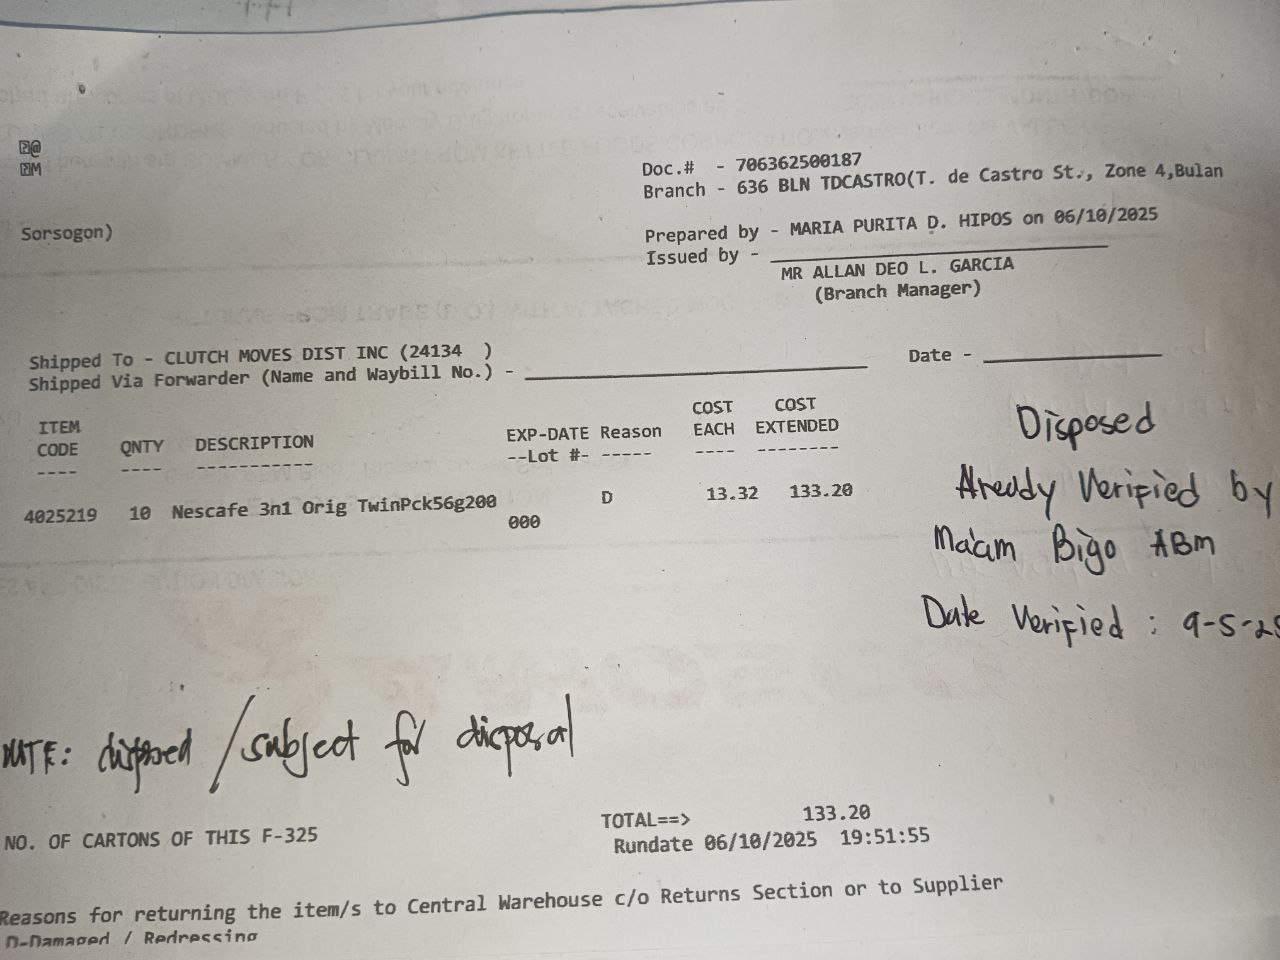 @
M
Doc.# - 706362500187
Branch - 636 BLN TDCASTRO(T. de Castro St., Zone 4,Bulan
Sorsogon)
Prepared by - MARIA PURITA D. HIPOS on 06/10/2025
Issued by -
MR ALLAN DEO L. GARCIA
(Branch Manager)
Shipped To - CLUTCH MOVES DIST INC (24134 )
Shipped Via Forwarder (Name and Waybill No.) -
Date -
ITEM CODE QNTY DESCRIPTION EXP-DATE Reason COST EACH COST EXTENDED
---- ---- ----------- --Lot #- ----- ---- --------
4025219 10 Nescafe 3n1 Orig TwinPck56g200 D 13.32 133.20
000
Disposed
Aready Verified by
Ma'am Bigo ABM
Date Verified : 9-5-25
NOTE: disposed / subject for disposal
TOTAL==> 133.20
NO. OF CARTONS OF THIS F-325
Rundate 06/10/2025 19:51:55
Reasons for returning the item/s to Central Warehouse c/o Returns Section or to Supplier
D-Damaged / Redressing